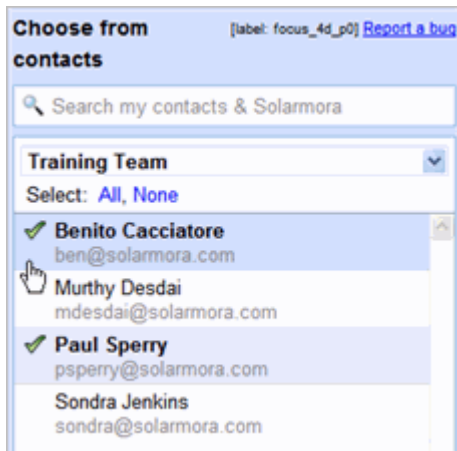 Choose from [label: focus_4d_p0] Report a bug
contacts
Search my contacts & Solarmora
Training Team
Select: All, None
Benito Cacciatore
ben@solarmora.com
Murthy Desdai
mdesdai@solarmora.com
Paul Sperry
psperry@solarmora.com
Sondra Jenkins
sondra@solarmora.com